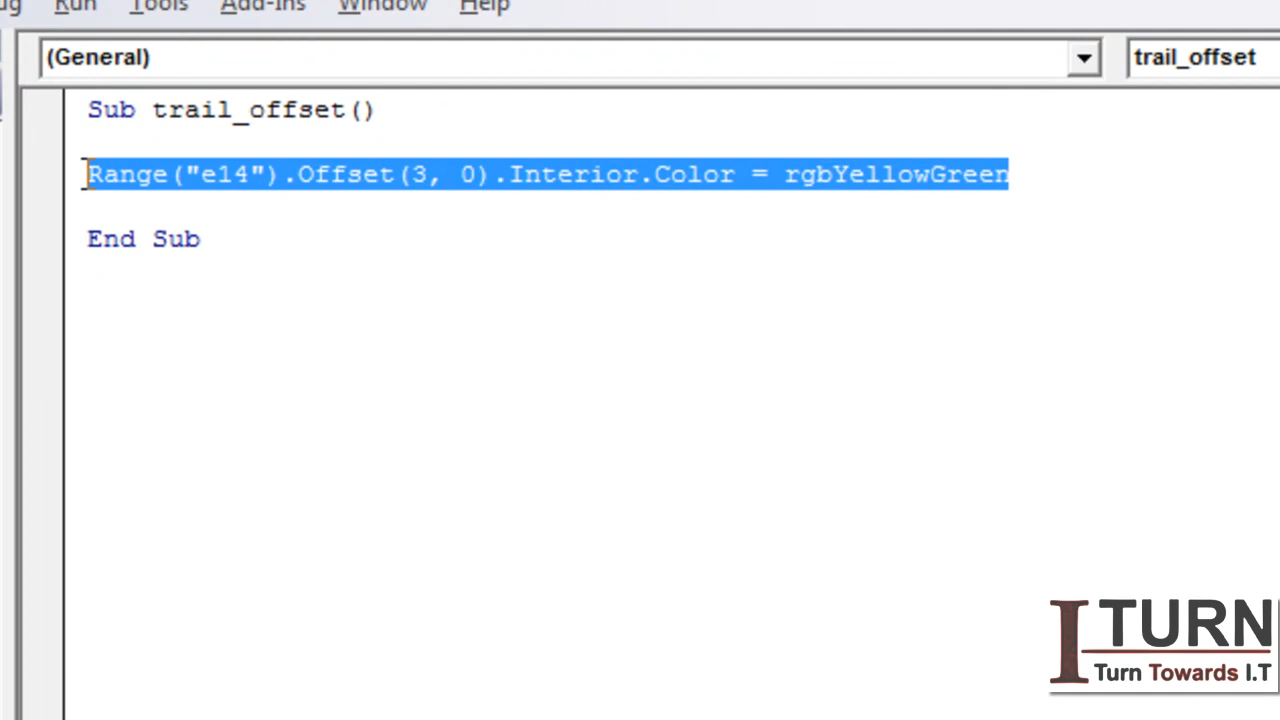 ug Run Tools Add-Ins Window Help
(General) trail_offset
Sub trail_offset()
Range("e14").Offset(3, 0).Interior.Color = rgbYellowGreen
End Sub
I TURN
Turn Towards I.T